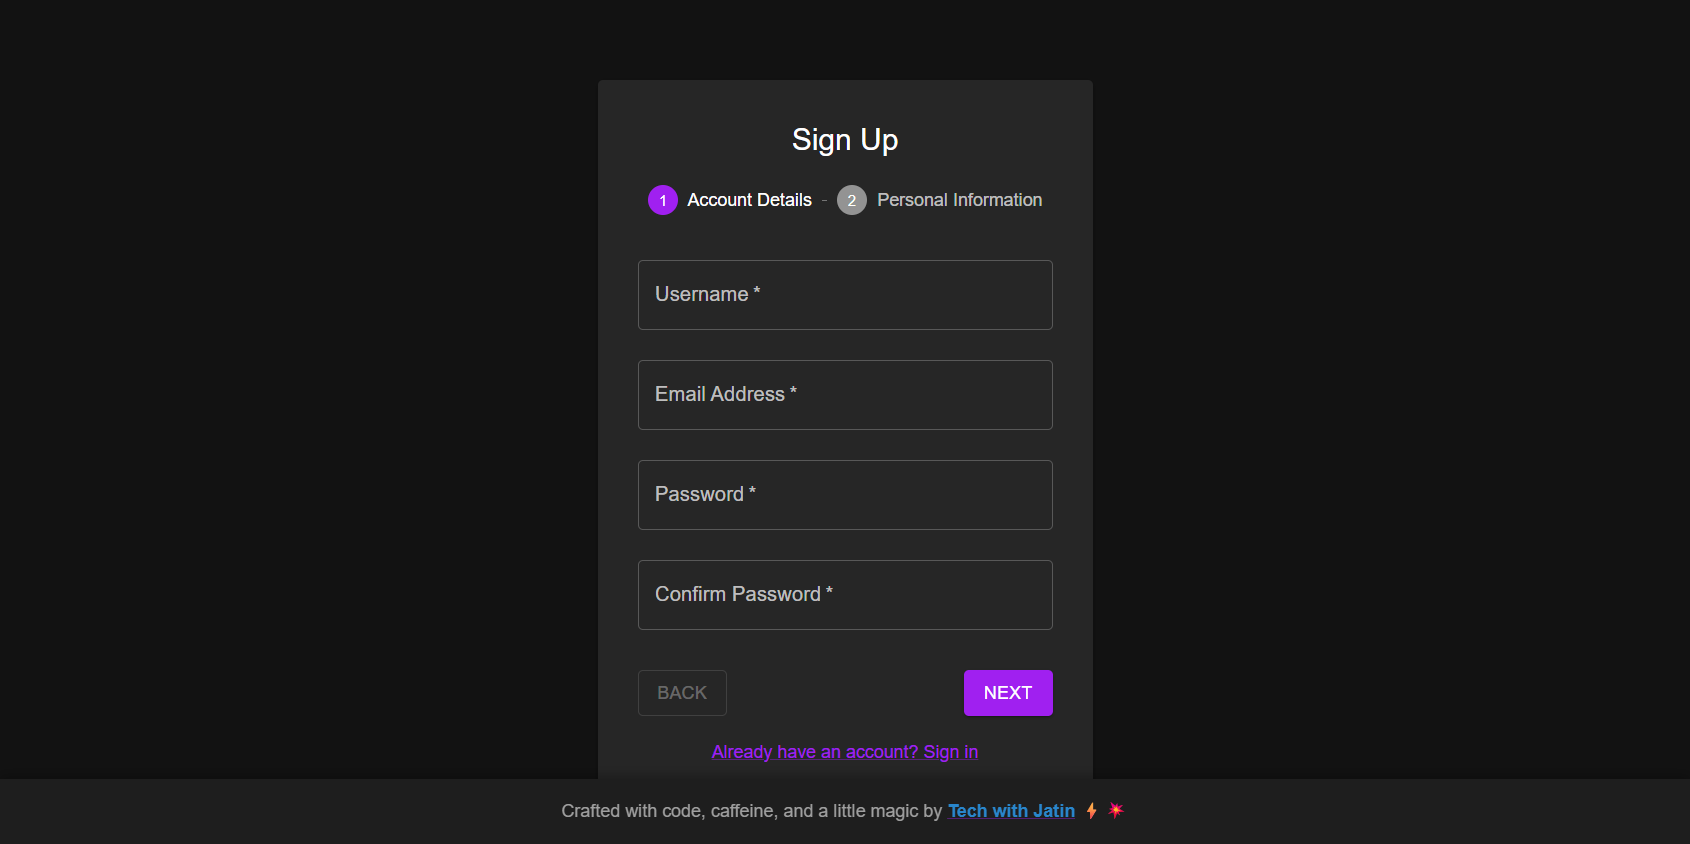 Sign Up
1 Account Details - 2 Personal Information
Username *
Email Address *
Password *
Confirm Password *
BACK NEXT
Already have an account? Sign in
Crafted with code, caffeine, and a little magic by Tech with Jatin ⚡ 💥